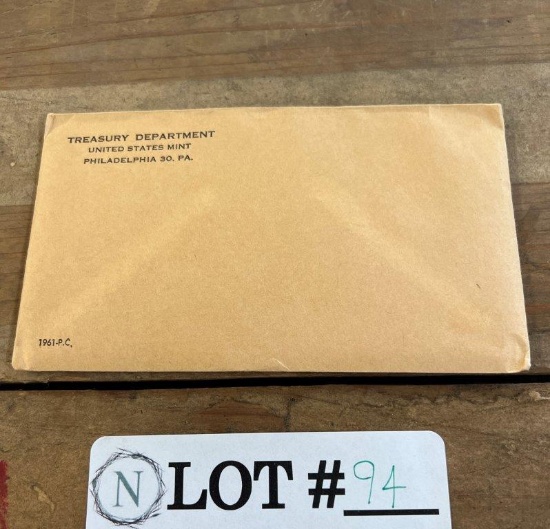 TREASURY DEPARTMENT
UNITED STATES MINT
PHILADELPHIA 30, PA.
1961-P.C.
N LOT # 94